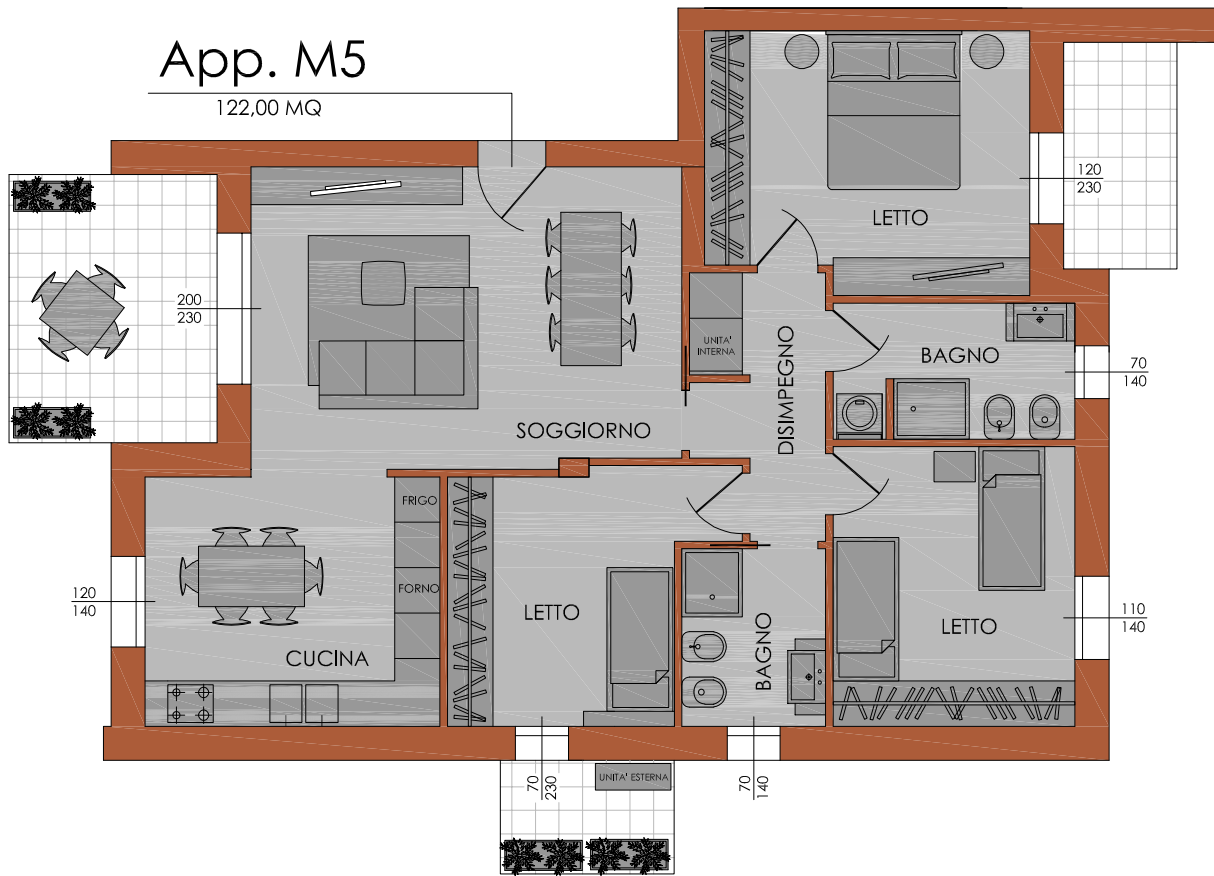 App. M5
122,00 MQ
120
230
LETTO
200
230
UNITA'
INTERNA
DISIMPEGNO
BAGNO
70
140
SOGGIORNO
FRIGO
FORNO
120
140
CUCINA
LETTO
BAGNO
LETTO
110
140
70
230
UNITA' ESTERNA
70
140